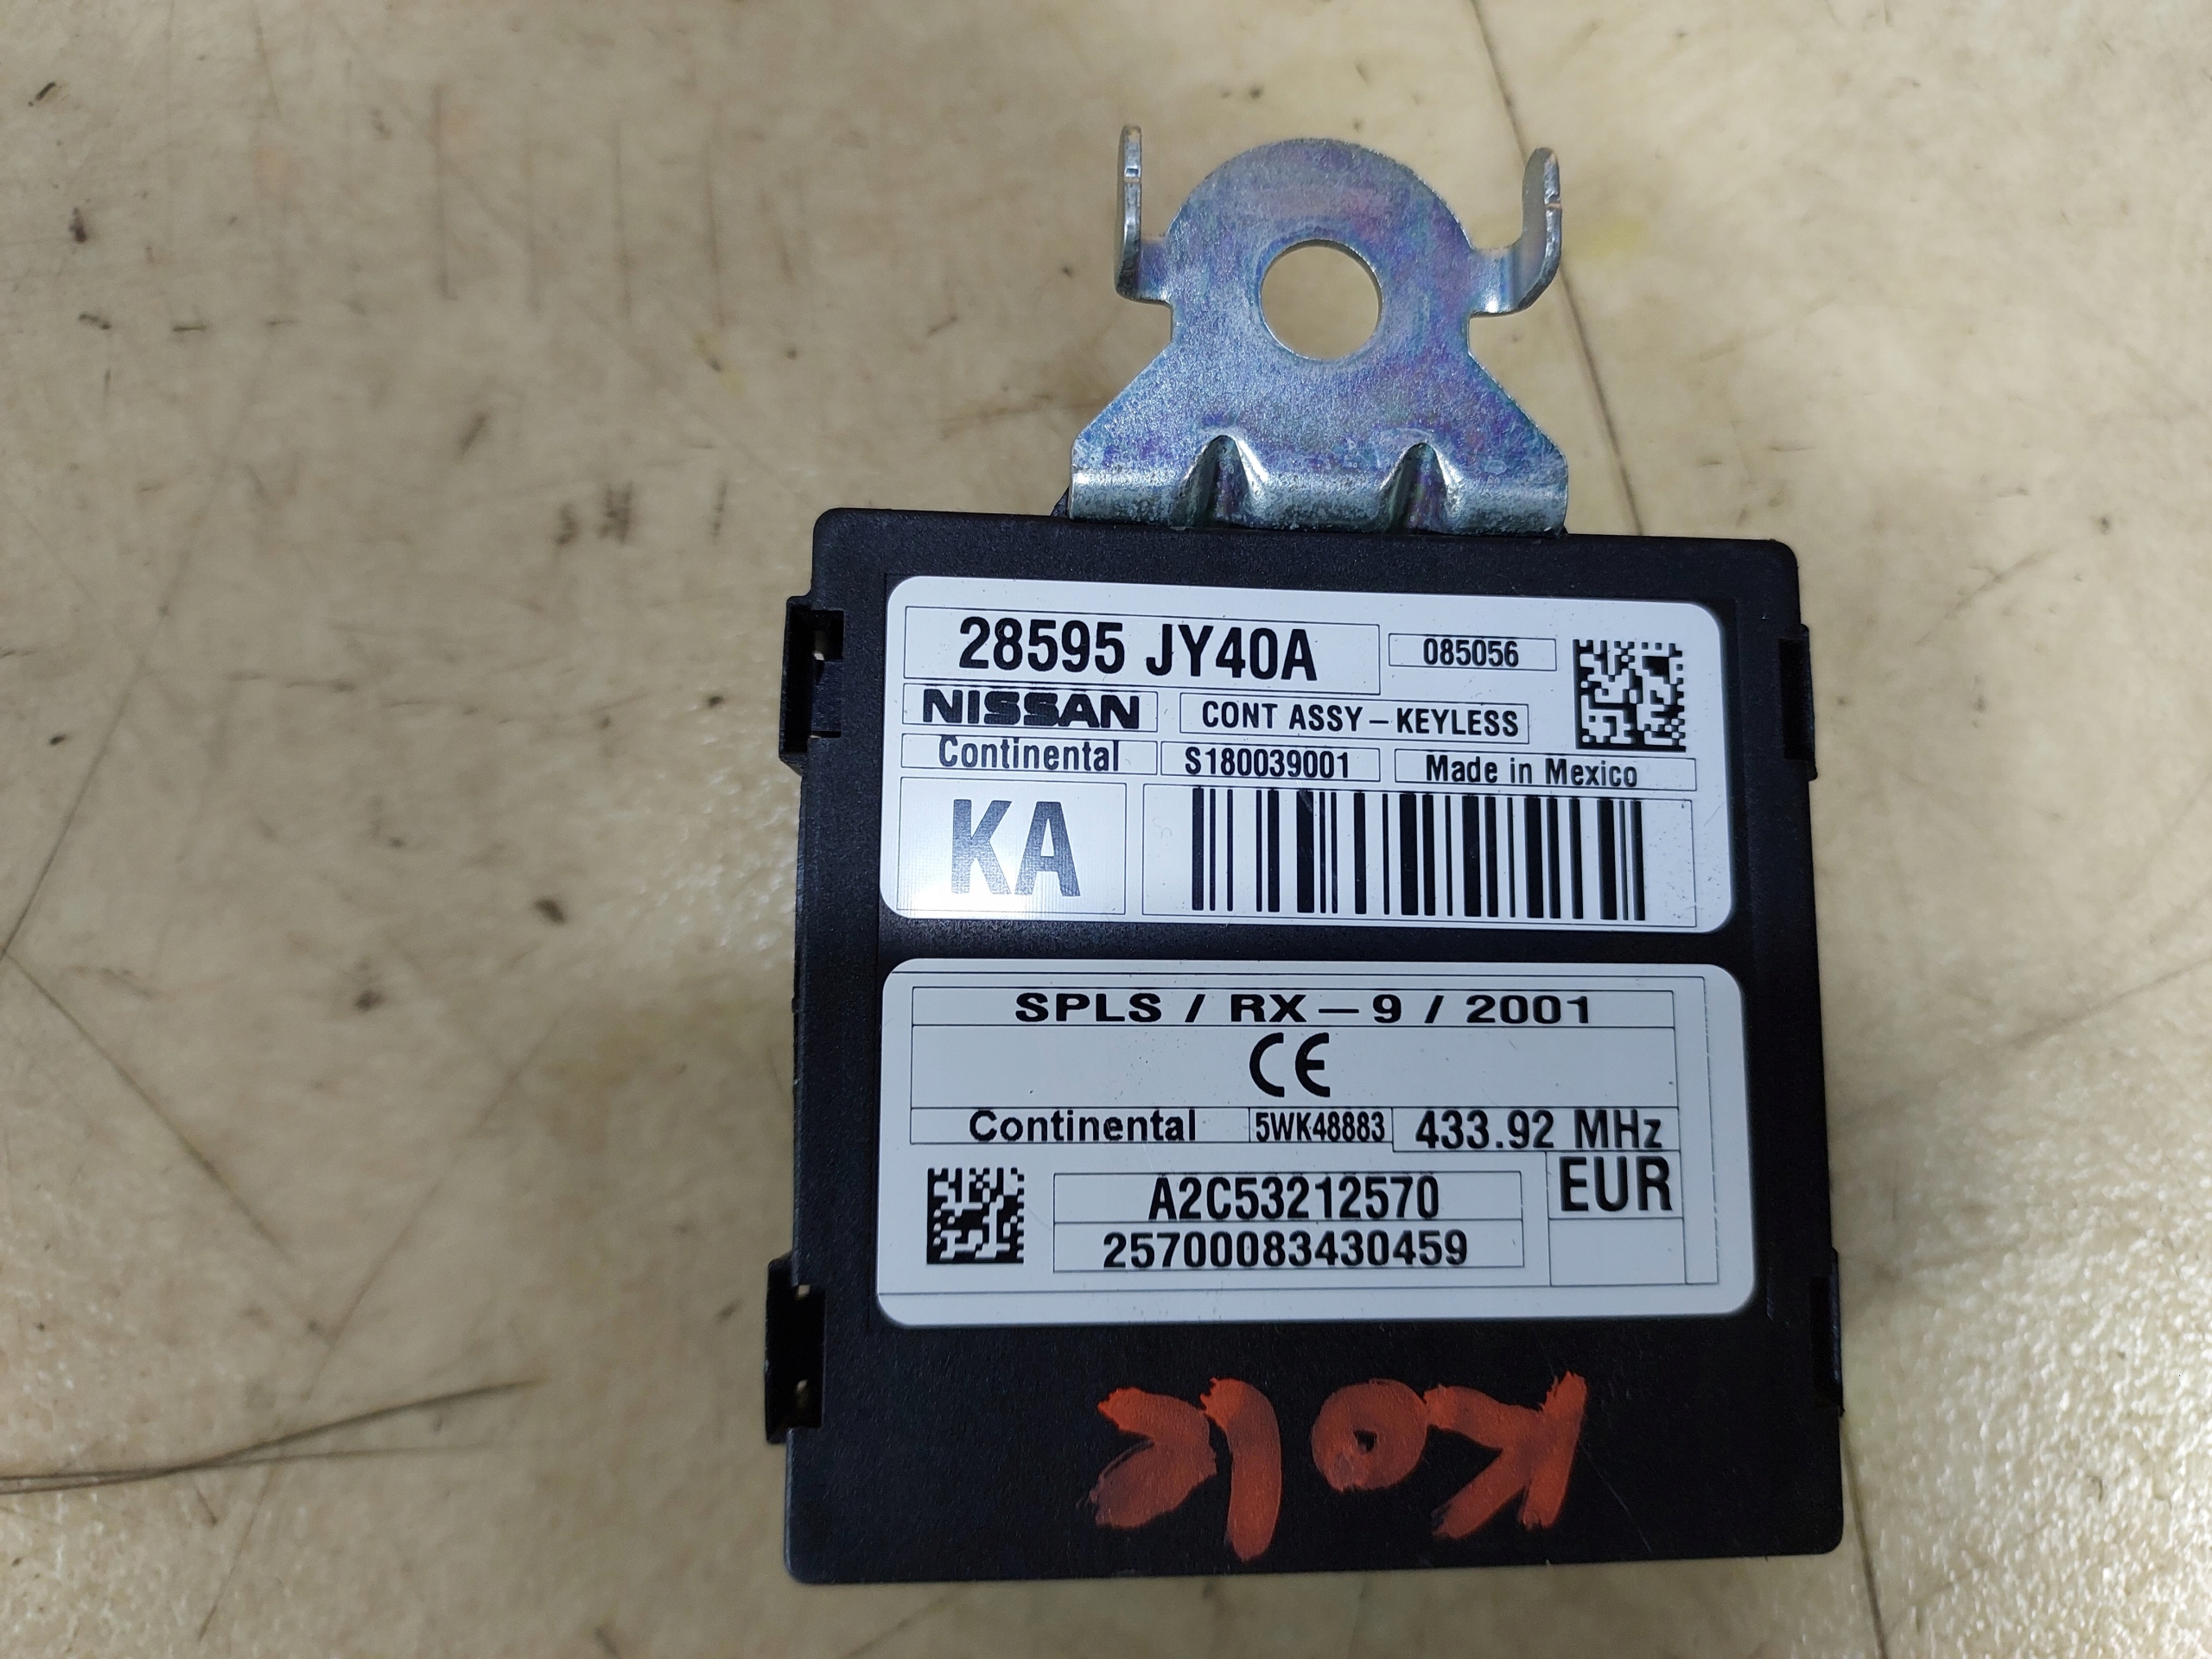 28595 JY40A 085056
NISSAN CONT ASSY – KEYLESS
Continental S180039001 Made in Mexico
KA
SPLS / RX – 9 / 2001
CE
Continental 5WK48883 433.92 MHz
EUR
A2C53212570
25700083430459